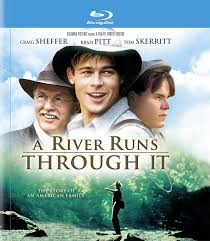 Blu-ray Disc
CRAIG SHEFFER BRAD PITT TOM SKERRITT
A RIVER RUNS
THROUGH IT
THE STORY OF
AN AMERICAN FAMILY